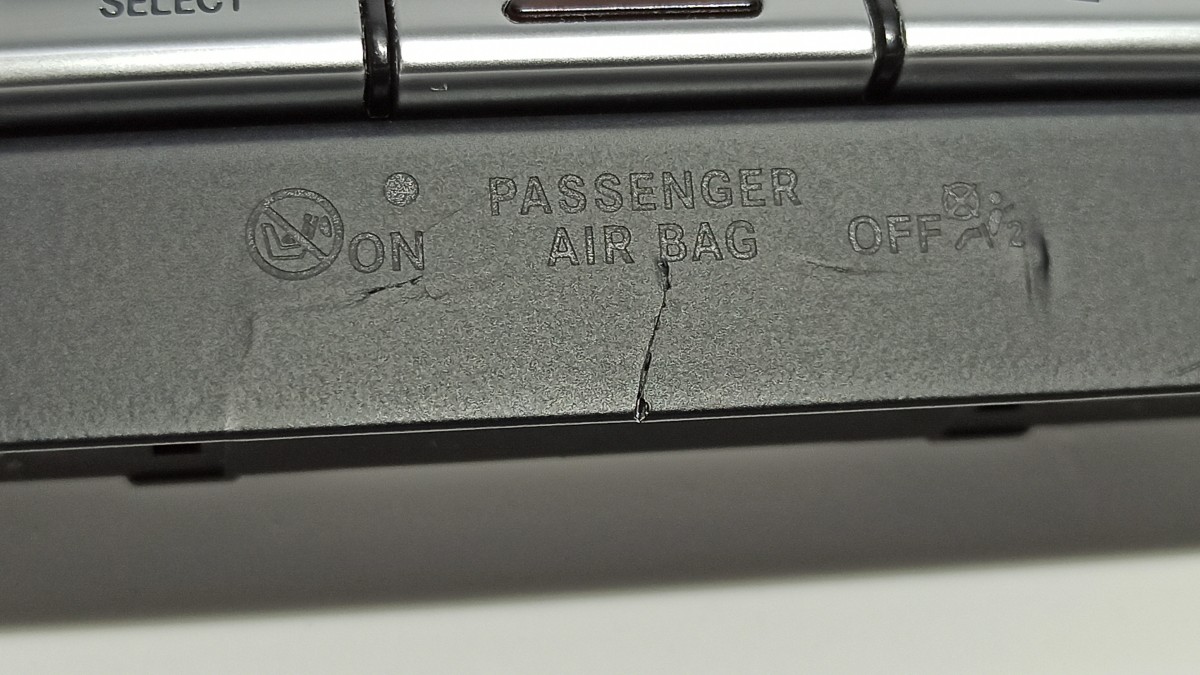 SELECT
PASSENGER
AIR BAG
ON
OFF
2